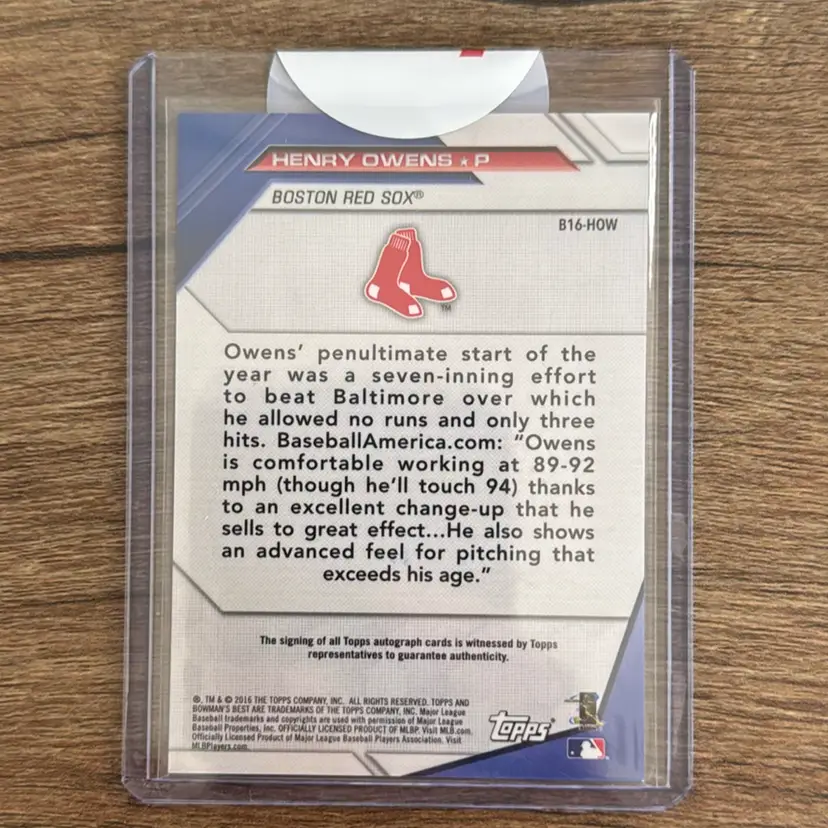 HENRY OWENS ★ P
BOSTON RED SOX®
B16-HOW
TM
Owens' penultimate start of the
year was a seven-inning effort
to beat Baltimore over which
he allowed no runs and only three
hits. BaseballAmerica.com: "Owens
is comfortable working at 89-92
mph (though he'll touch 94) thanks
to an excellent change-up that he
sells to great effect...He also shows
an advanced feel for pitching that
exceeds his age."
The signing of all Topps autograph cards is witnessed by Topps
representatives to guarantee authenticity.
®, TM & © 2016 THE TOPPS COMPANY, INC. ALL RIGHTS RESERVED. TOPPS AND
BOWMAN'S BEST ARE TRADEMARKS OF THE TOPPS COMPANY, INC. Major League
Baseball trademarks and copyrights are used with permission of Major League
Baseball Properties, Inc. OFFICIALLY LICENSED PRODUCT OF MLBP. Visit MLB.com.
Officially Licensed Product of Major League Baseball Players Association. Visit
MLBPlayers.com.
topps®